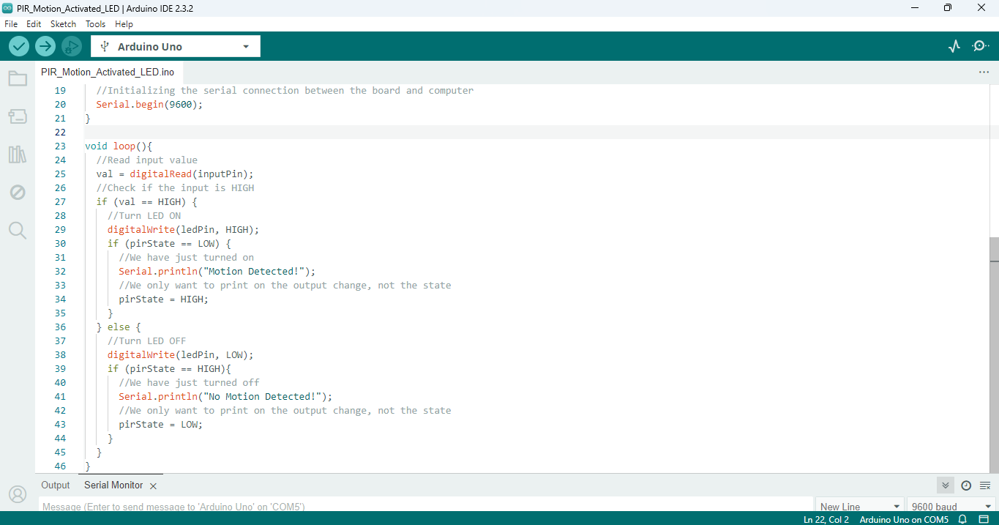 PIR_Motion_Activated_LED | Arduino IDE 2.3.2
File Edit Sketch Tools Help
Arduino Uno
PIR_Motion_Activated_LED.ino
19 //Initializing the serial connection between the board and computer
20 Serial.begin(9600);
21 }
22
23 void loop(){
24 //Read input value
25 val = digitalRead(inputPin);
26 //Check if the input is HIGH
27 if (val == HIGH) {
28 //Turn LED ON
29 digitalWrite(ledPin, HIGH);
30 if (pirState == LOW) {
31 //We have just turned on
32 Serial.println("Motion Detected!");
33 //We only want to print on the output change, not the state
34 pirState = HIGH;
35 }
36 } else {
37 //Turn LED OFF
38 digitalWrite(ledPin, LOW);
39 if (pirState == HIGH){
40 //We have just turned off
41 Serial.println("No Motion Detected!");
42 //We only want to print on the output change, not the state
43 pirState = LOW;
44 }
45 }
46 }
Output Serial Monitor
Message (Enter to send message to 'Arduino Uno' on 'COM5') New Line 9600 baud
Ln 22, Col 2 Arduino Uno on COM5